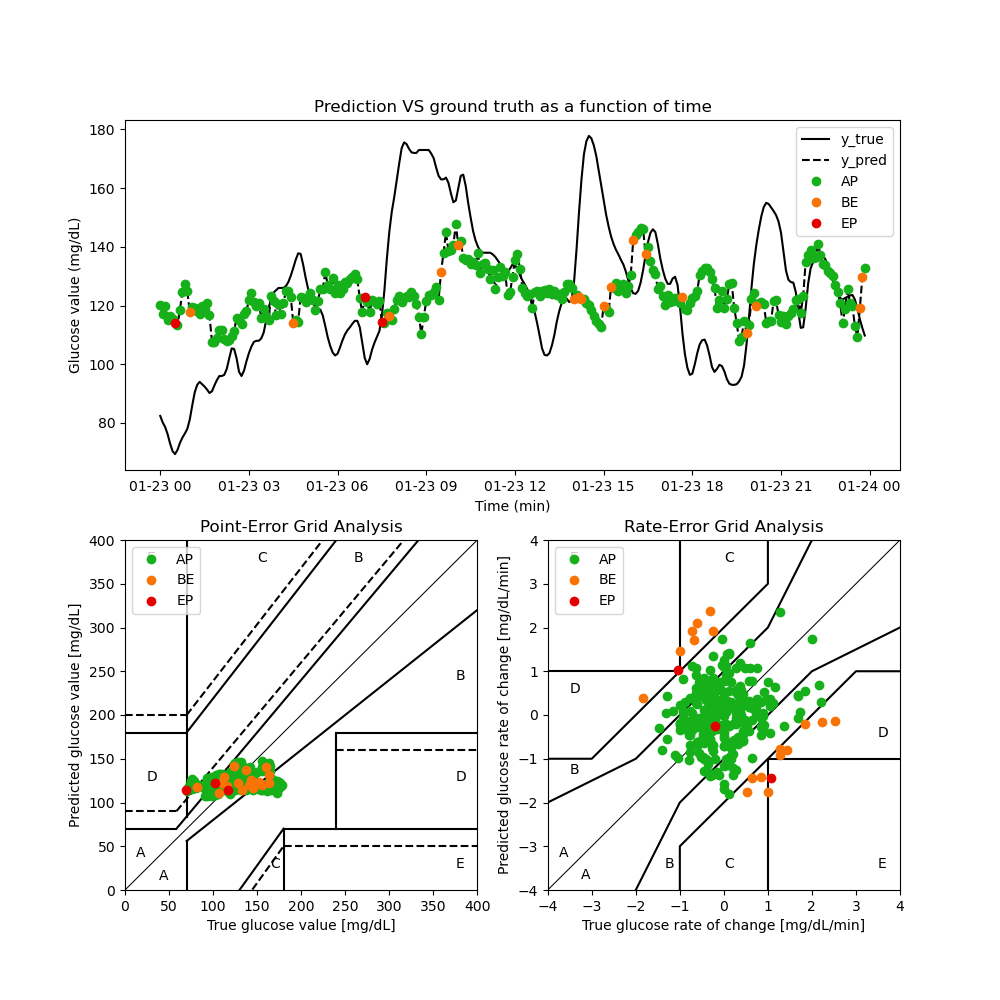 Prediction VS ground truth as a function of time
Glucose value (mg/dL)
180
160
140
120
100
80
y_true
y_pred
AP
BE
EP
01-23 00 01-23 03 01-23 06 01-23 09 01-23 12 01-23 15 01-23 18 01-23 21 01-24 00
Time (min)
Point-Error Grid Analysis
Predicted glucose value [mg/dL]
400
350
300
250
200
150
100
50
0
AP
BE
EP
C
B
B
D
D
A
A
C
E
0 50 100 150 200 250 300 350 400
True glucose value [mg/dL]
Rate-Error Grid Analysis
Predicted glucose rate of change [mg/dL/min]
4
3
2
1
0
−1
−2
−3
−4
AP
BE
EP
C
D
D
B
A
A
B
C
E
−4 −3 −2 −1 0 1 2 3 4
True glucose rate of change [mg/dL/min]